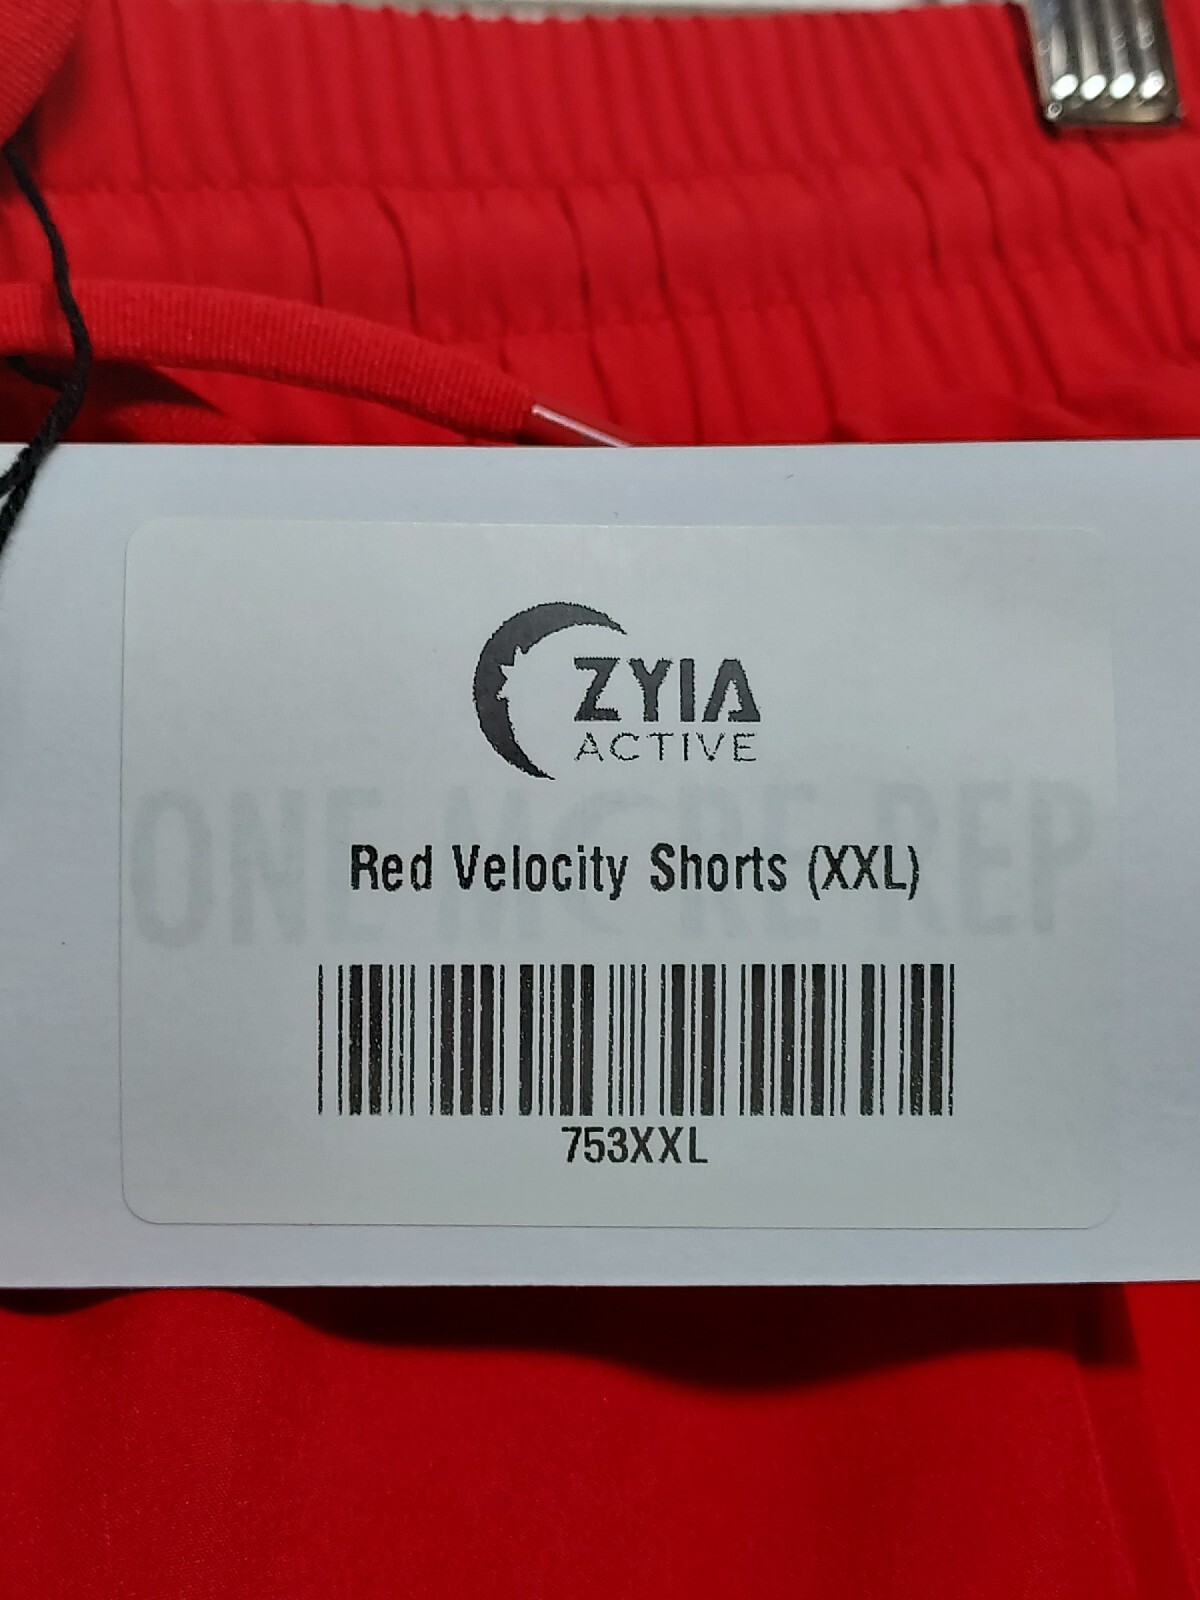 ZYIA
ACTIVE
ONE MORE REP
Red Velocity Shorts (XXL)
753XXL